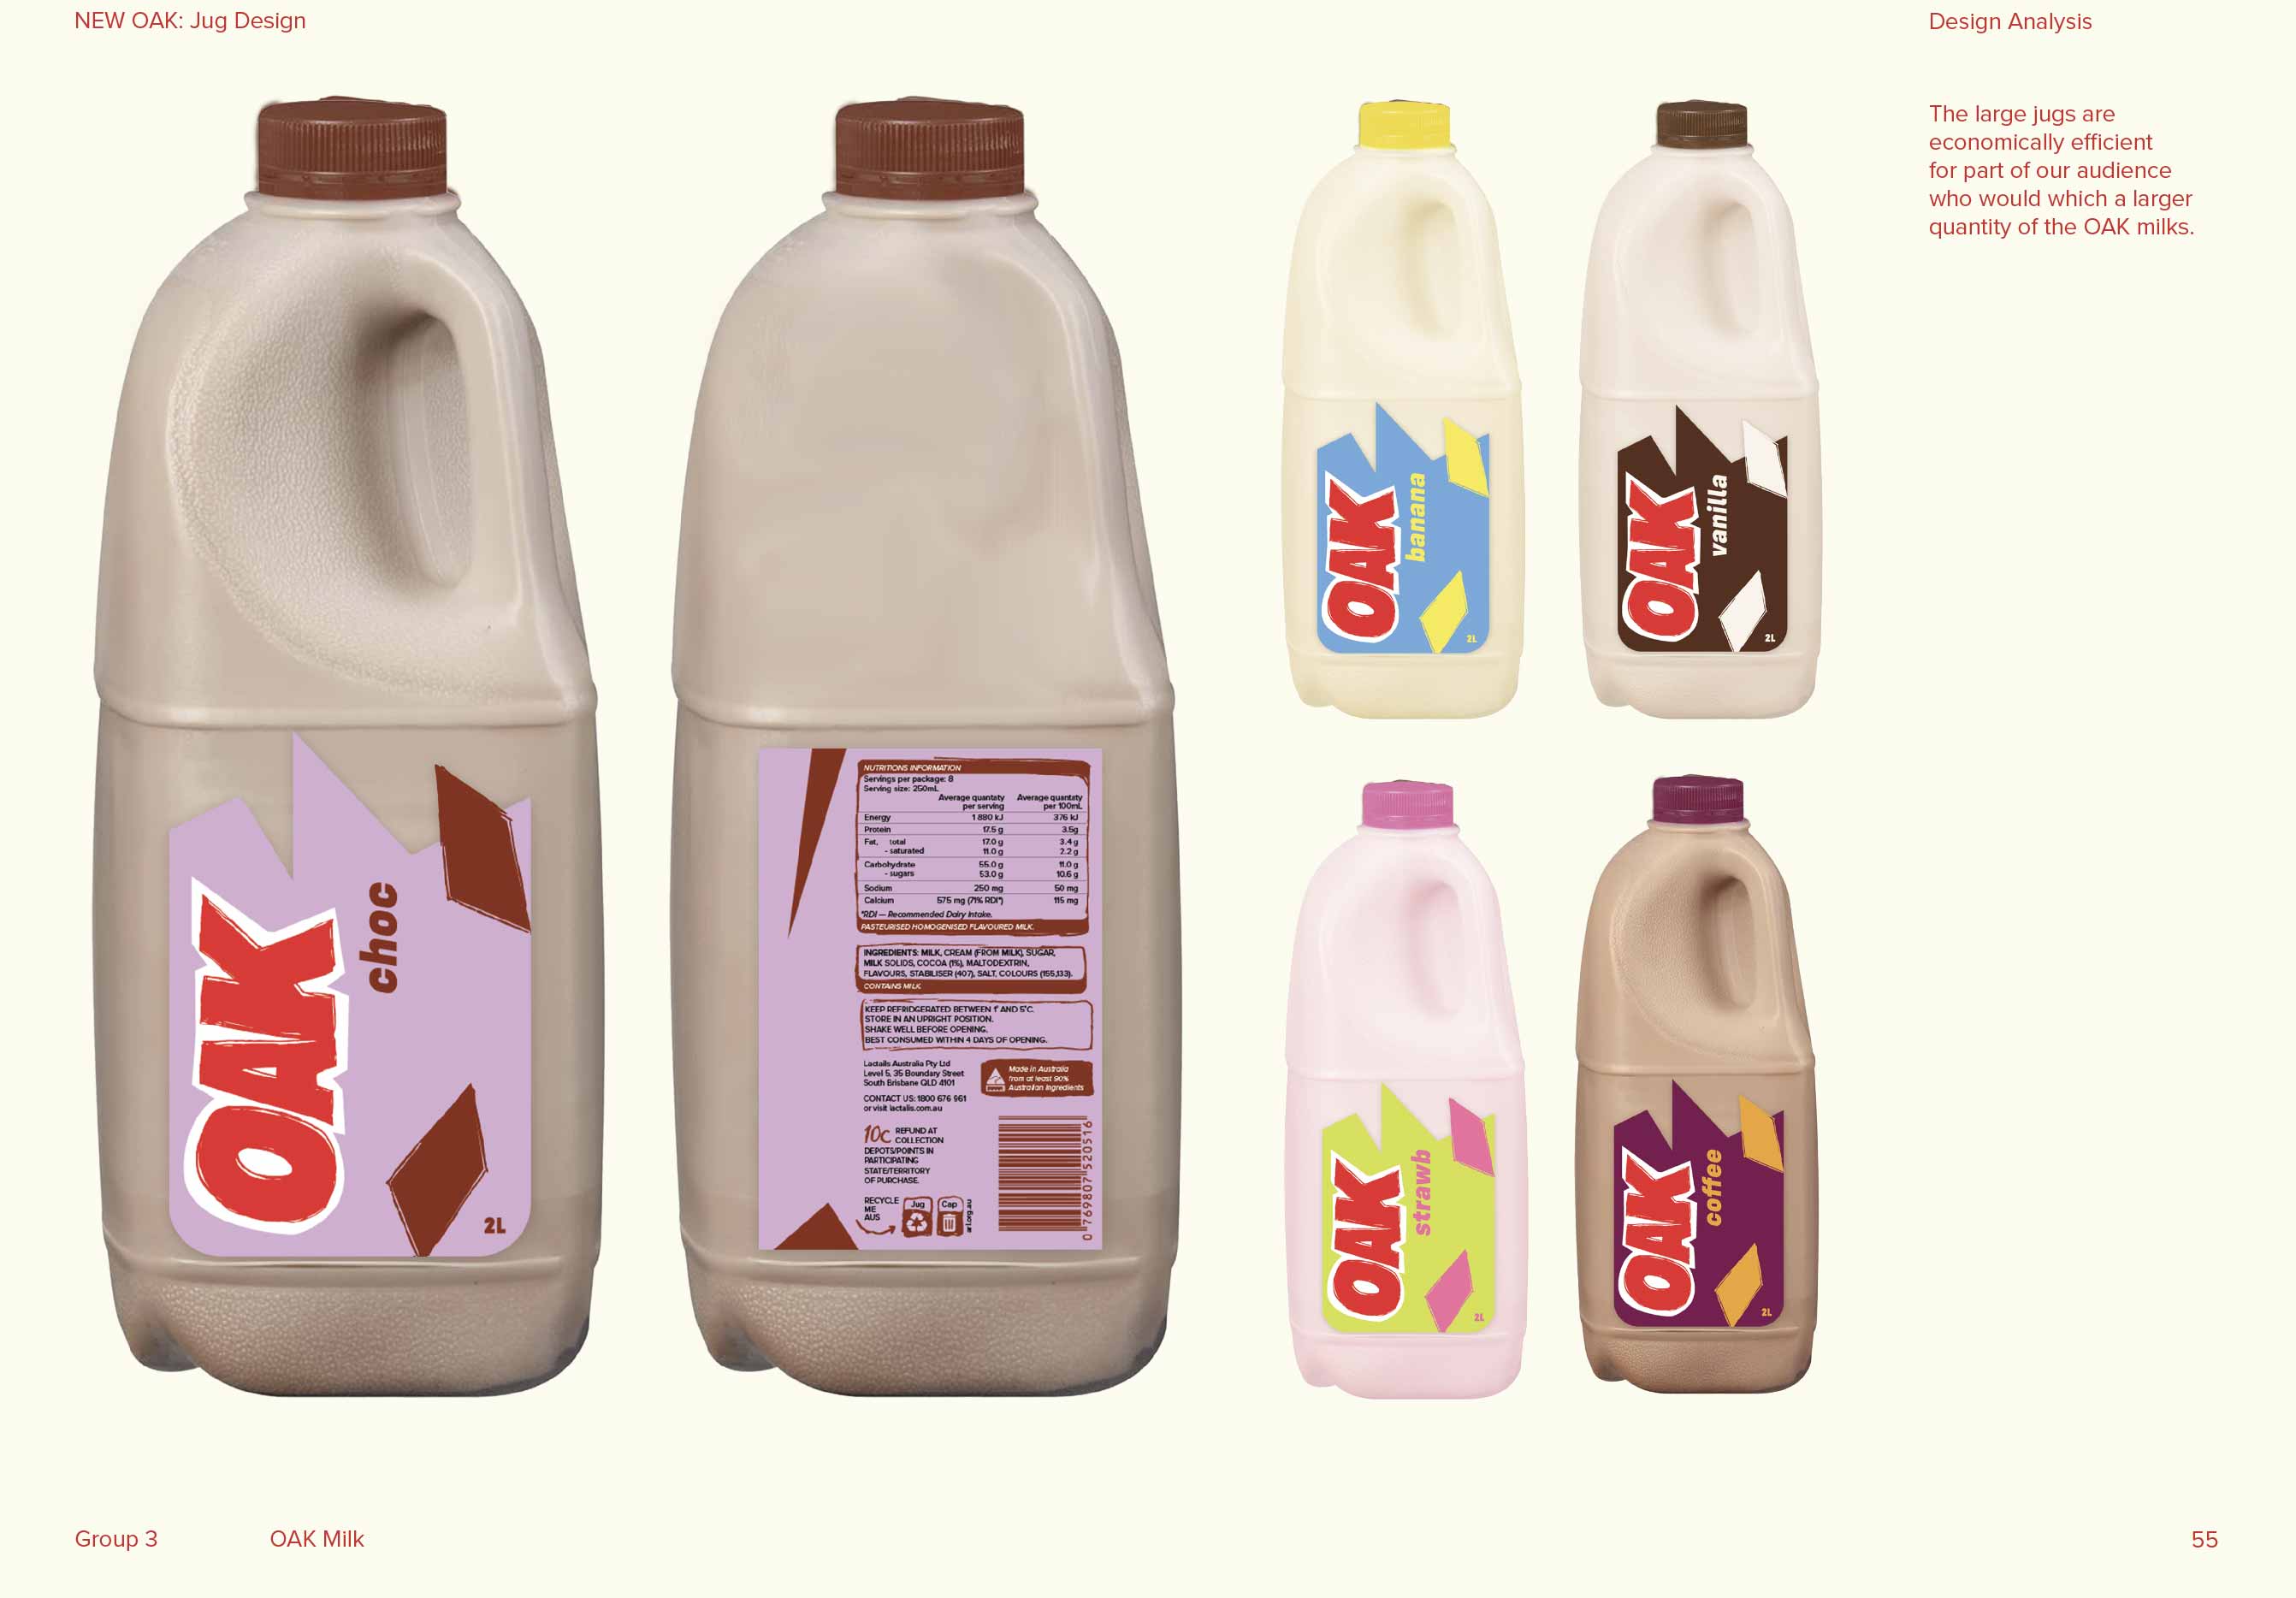 NEW OAK: Jug Design
Design Analysis
The large jugs are
economically efficient
for part of our audience
who would which a larger
quantity of the OAK milks.
OAK
choc
2L
NUTRITIONS INFORMATION
Servings per package: 8
Serving size: 250mL
Average quantaty Average quantaty
per serving per 100mL
Energy 1 880 kJ 376 kJ
Protein 17.5 g 3.5g
Fat, total 17.0 g 3.4 g
- saturated 11.0 g 2.2 g
Carbohydrate 55.0 g 11.0 g
- sugars 53.0 g 10.6 g
Sodium 250 mg 50 mg
Calcium 575 mg (71% RDI*) 115 mg
*RDI — Recommended Dairy Intake.
PASTEURISED HOMOGENISED FLAVOURED MILK.
INGREDIENTS: MILK, CREAM (FROM MILK), SUGAR,
MILK SOLIDS, COCOA (1%), MALTODEXTRIN,
FLAVOURS, STABILISER (407), SALT, COLOURS (155,133).
CONTAINS MILK
KEEP REFRIDGERATED BETWEEN 1° AND 5°C.
STORE IN AN UPRIGHT POSITION.
SHAKE WELL BEFORE OPENING.
BEST CONSUMED WITHIN 4 DAYS OF OPENING.
Lactails Australia Pty Ltd
Level 5, 35 Boundary Street
South Brisbane QLD 4101
CONTACT US: 1800 676 961
or visit lactalis.com.au
Made in Australia
from at least 90%
Australian ingredients
10c REFUND AT
COLLECTION
DEPOTS/POINTS IN
PARTICIPATING
STATE/TERRITORY
OF PURCHASE.
RECYCLE
ME
AUS
Jug
Cap
arl.org.au
0 769807 520516
OAK
banana
2L
OAK
vanilla
2L
OAK
strawb
2L
OAK
coffee
2L
Group 3
OAK Milk
55